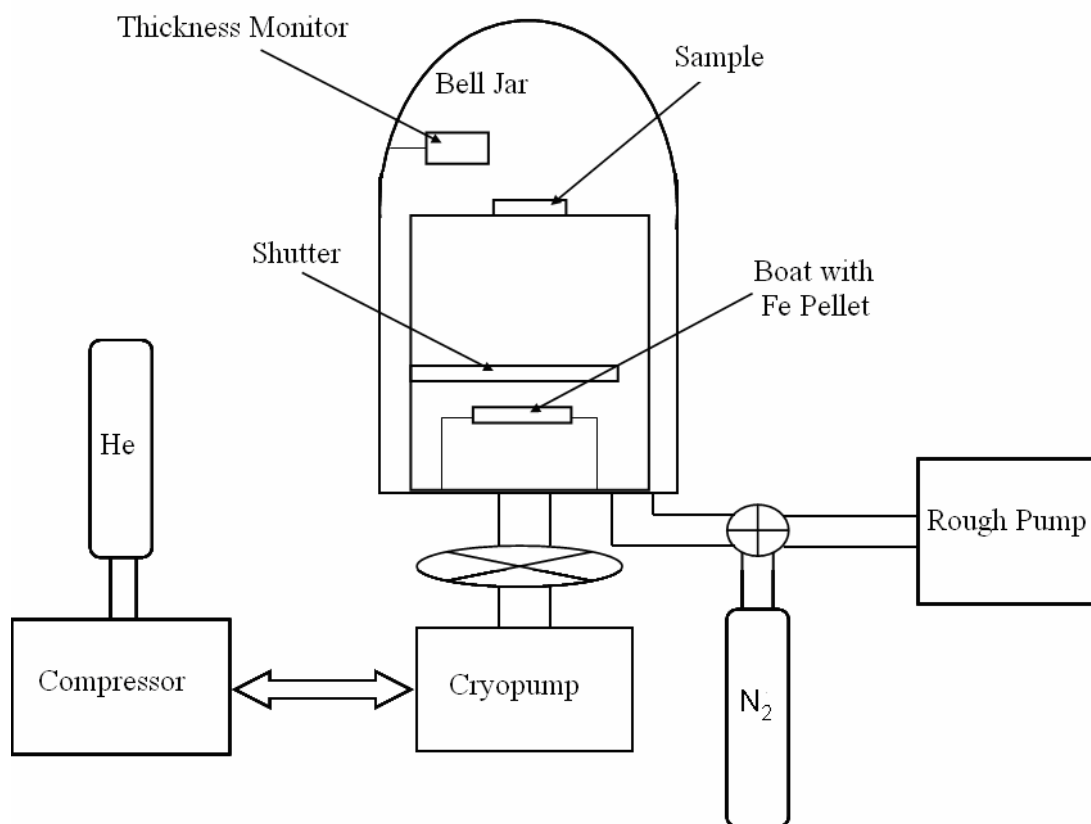 Thickness Monitor
Sample
Bell Jar
Shutter
Boat with
Fe Pellet
He
Rough Pump
Compressor
Cryopump
N₂